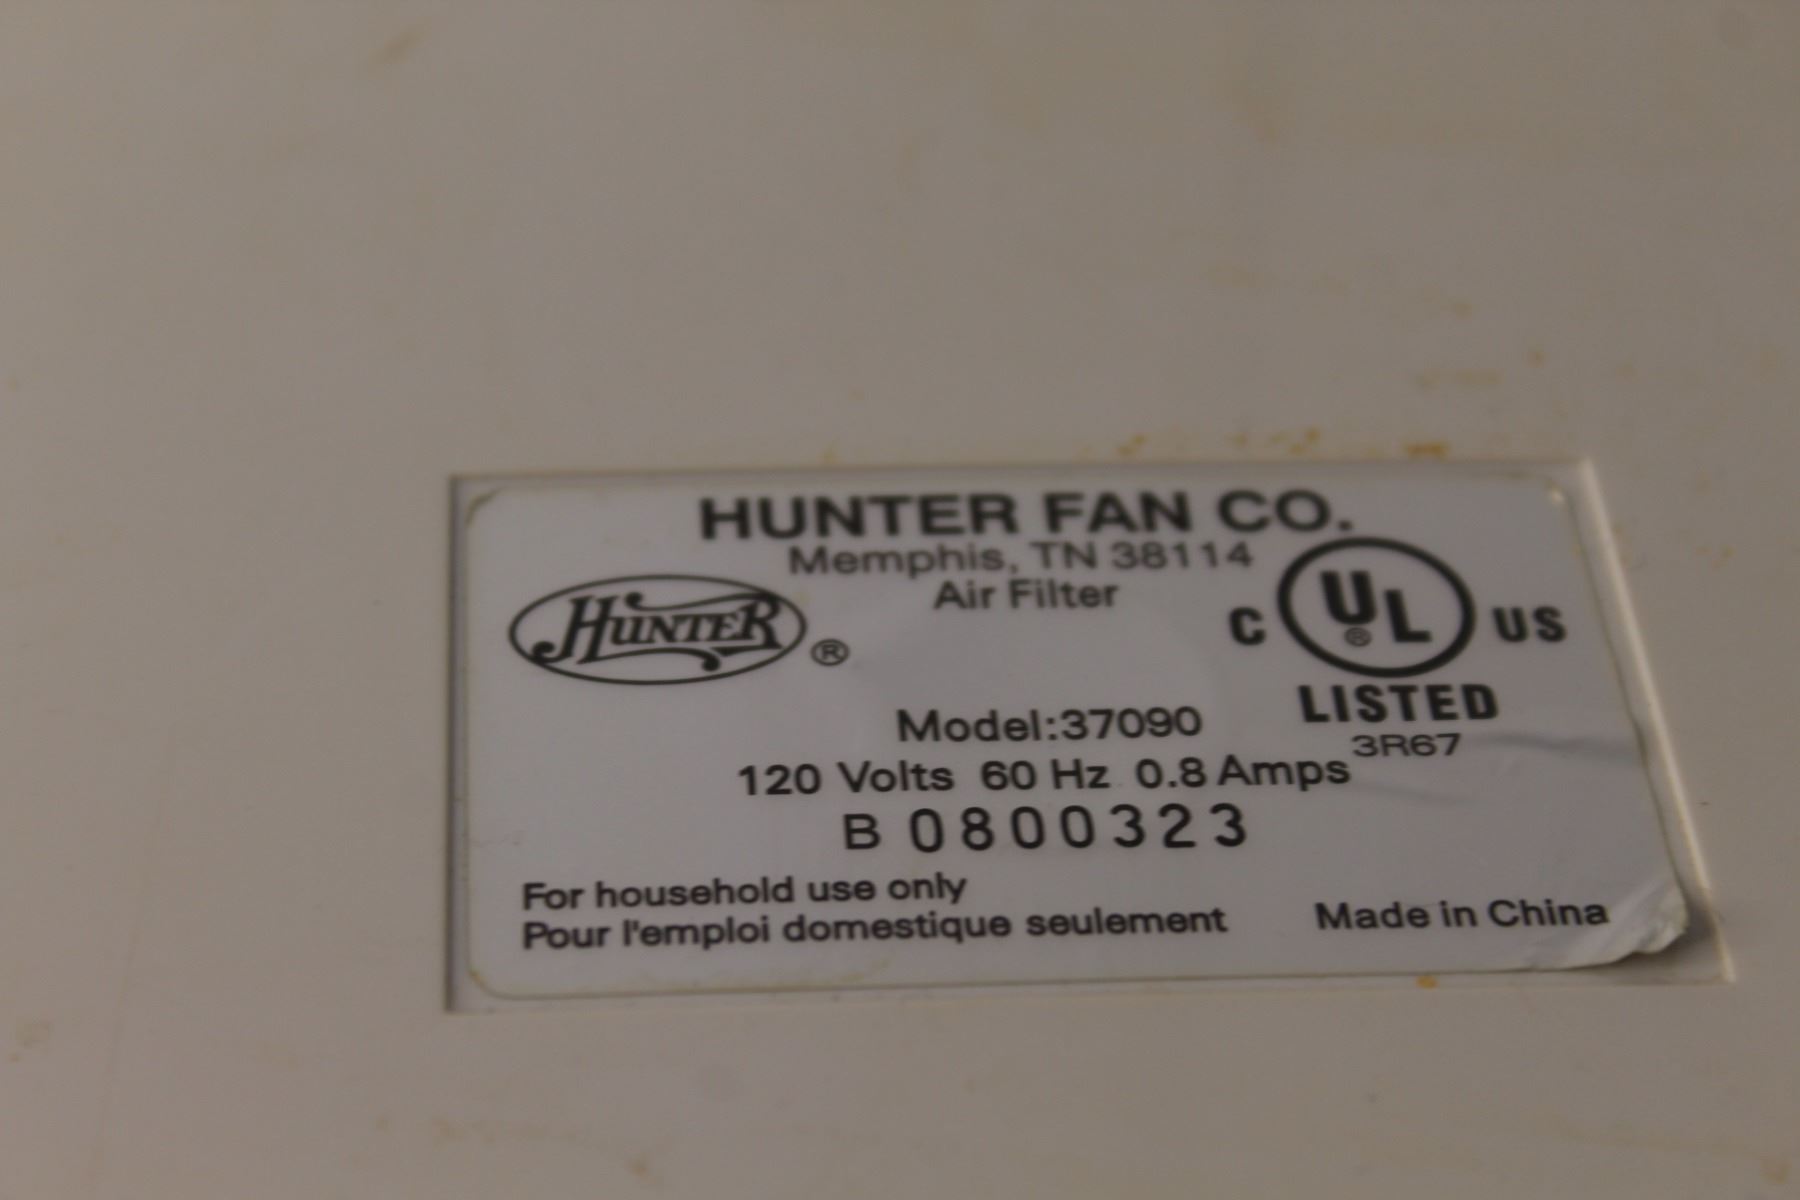 HUNTER FAN CO.
Memphis, TN 38114
Air Filter
HUNTER ®
C UL ® US
LISTED
3R67
Model:37090
120 Volts 60 Hz 0.8 Amps
B 0800323
For household use only
Pour l'emploi domestique seulement
Made in China